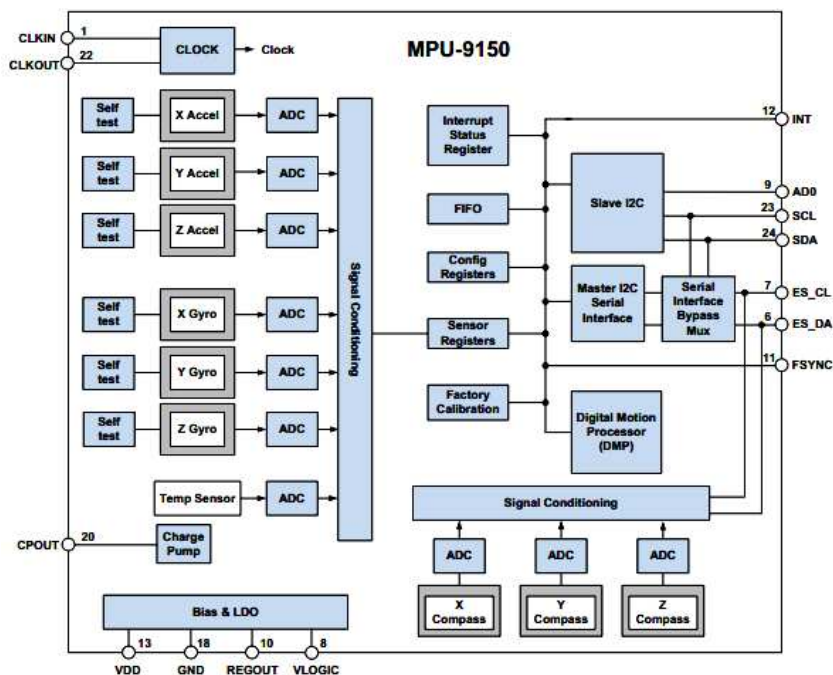 MPU-9150
CLKIN
1
CLKOUT
22
CLOCK
Clock
Self
test
X Accel
ADC
Self
test
Y Accel
ADC
Self
test
Z Accel
ADC
Self
test
X Gyro
ADC
Self
test
Y Gyro
ADC
Self
test
Z Gyro
ADC
Temp Sensor
ADC
Signal Conditioning
CPOUT
20
Charge
Pump
Bias & LDO
13
18
10
8
VDD
GND
REGOUT
VLOGIC
Interrupt
Status
Register
FIFO
Config
Registers
Sensor
Registers
Factory
Calibration
Slave I2C
Master I2C
Serial
Interface
Serial
Interface
Bypass
Mux
Digital Motion
Processor
(DMP)
12
INT
9
AD0
23
SCL
24
SDA
7
ES_CL
6
ES_DA
11
FSYNC
Signal Conditioning
ADC
ADC
ADC
X
Compass
Y
Compass
Z
Compass